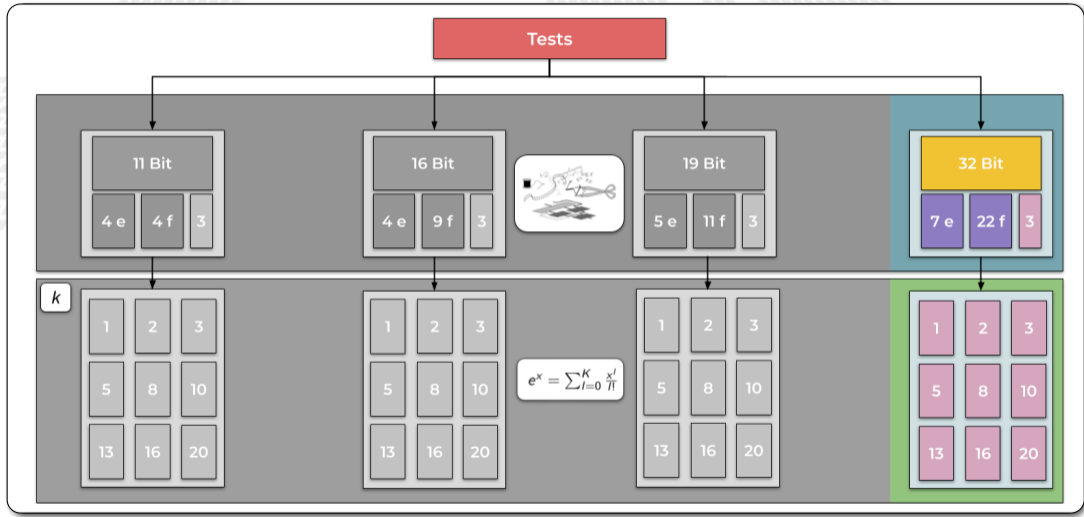 Tests
11 Bit
16 Bit
19 Bit
32 Bit
4 e 4 f 3
4 e 9 f 3
5 e 11 f 3
7 e 22 f 3
k
1 2 3
5 8 10
13 16 20
1 2 3
5 8 10
13 16 20
e^x = ∑_{l=0}^{K} x^l / l!
1 2 3
5 8 10
13 16 20
1 2 3
5 8 10
13 16 20